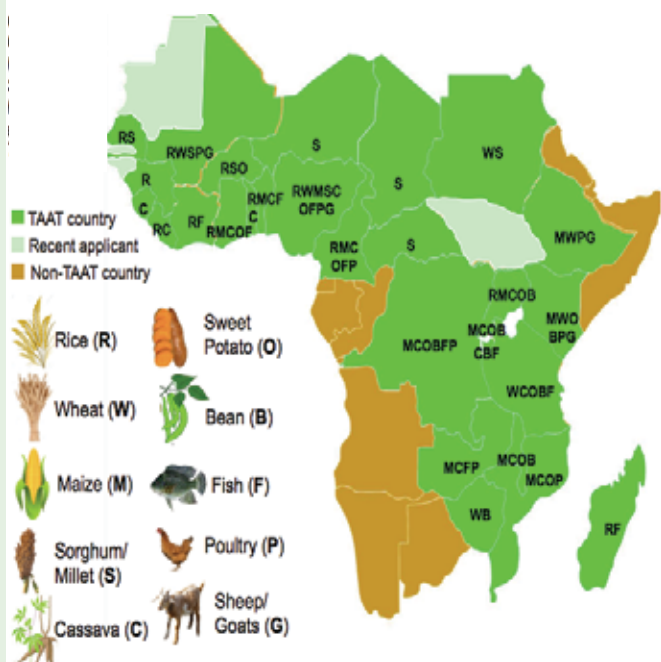 RS
RWSPG
S
S
WS
R
RSO
RWMSC
OFPG
RMCF
C
C
RC
RF
RMCOF
MWPG
RMC
OFP
S
TAAT country
Recent applicant
Non-TAAT country
RMCOB
MWO
BPG
MCOB
CBF
MCOBFP
WCOBF
MCFP
MCOB
MCOP
WB
RF
Rice (R)
Sweet
Potato (O)
Wheat (W)
Bean (B)
Maize (M)
Fish (F)
Sorghum/
Millet (S)
Poultry (P)
Cassava (C)
Sheep/
Goats (G)